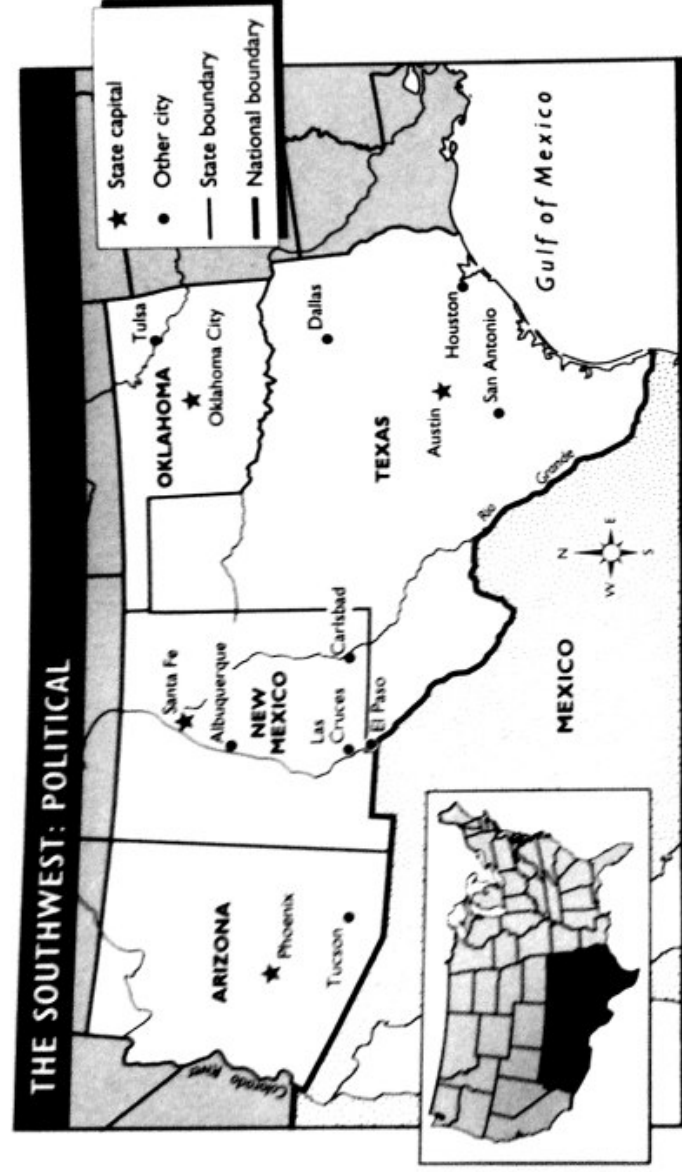 THE SOUTHWEST: POLITICAL
State capital
Other city
State boundary
National boundary
Colorado River
ARIZONA
Phoenix
Tucson
Santa Fe
Albuquerque
NEW
MEXICO
Las
Cruces
Carlsbad
El Paso
OKLAHOMA
Tulsa
Oklahoma City
TEXAS
Dallas
Austin
Houston
San Antonio
Rio Grande
MEXICO
Gulf of Mexico
N
W
E
S